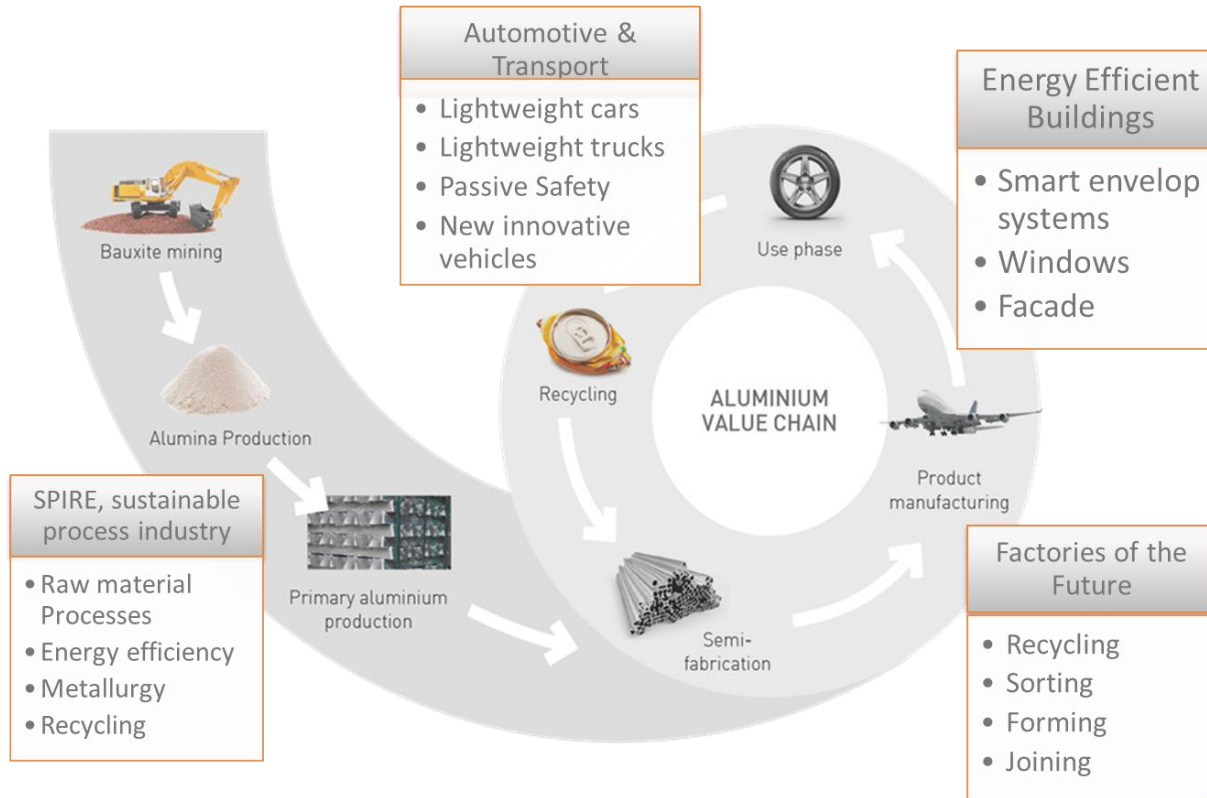 Automotive &
Transport
• Lightweight cars
• Lightweight trucks
• Passive Safety
• New innovative
vehicles
Energy Efficient
Buildings
• Smart envelop
systems
• Windows
• Facade
Bauxite mining
Alumina Production
Primary aluminium
production
Use phase
Recycling
ALUMINIUM
VALUE CHAIN
Product
manufacturing
Semi-
fabrication
SPIRE, sustainable
process industry
• Raw material
Processes
• Energy efficiency
• Metallurgy
• Recycling
Factories of the
Future
• Recycling
• Sorting
• Forming
• Joining